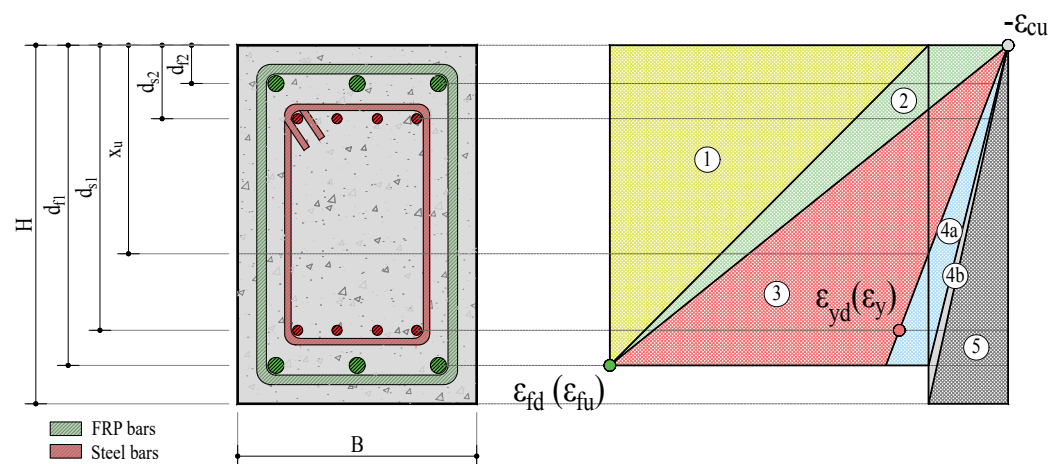 -εcu
df2
ds2
xu
ds1
df1
H
1
2
3
4a
4b
5
εyd(εy)
εfd (εfu)
B
FRP bars
Steel bars